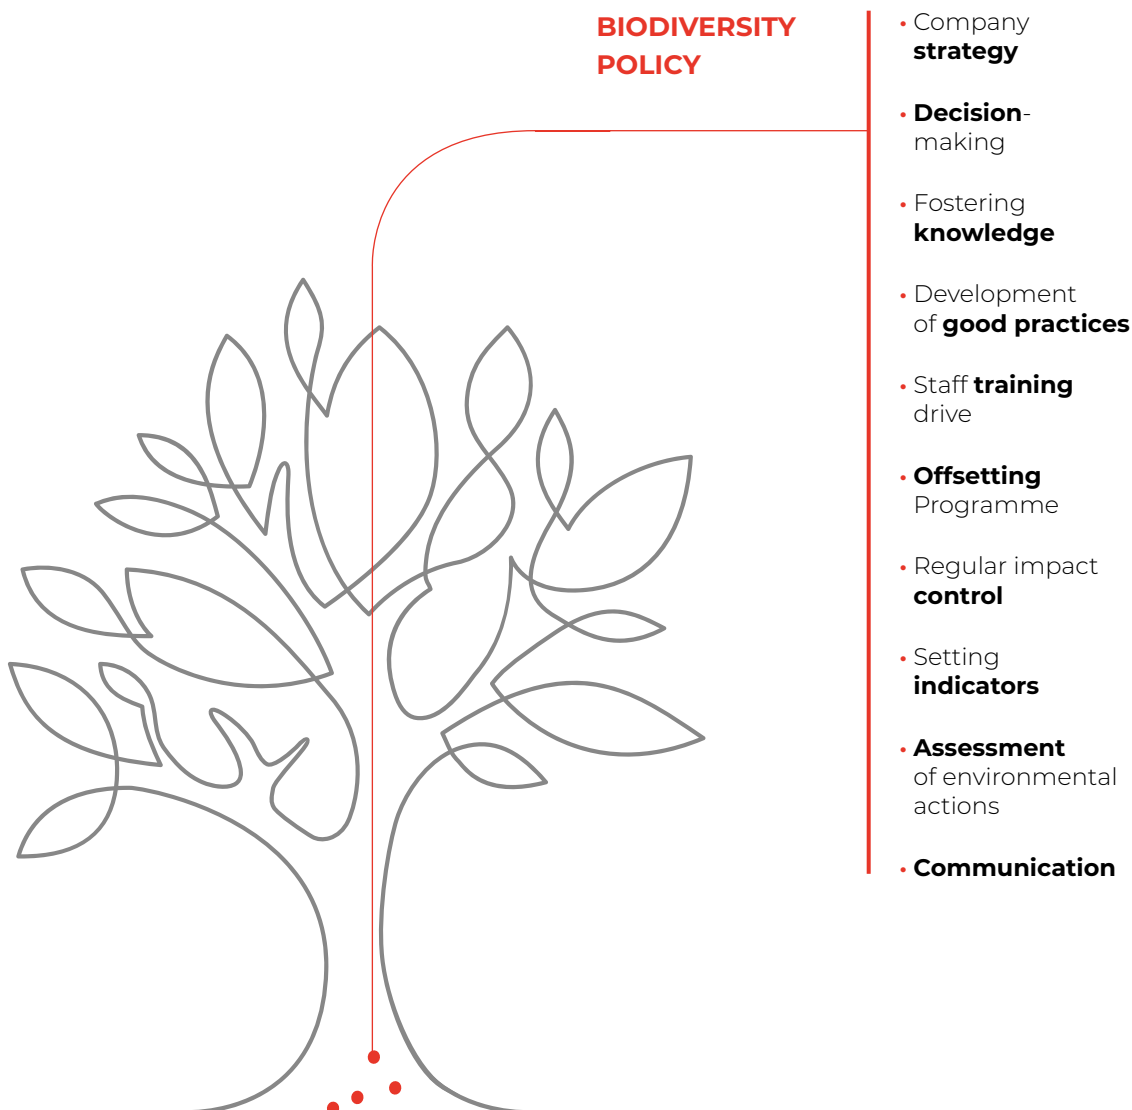 BIODIVERSITY
POLICY
• Company
strategy
• Decision-
making
• Fostering
knowledge
• Development
of good practices
• Staff training
drive
• Offsetting
Programme
• Regular impact
control
• Setting
indicators
• Assessment
of environmental
actions
• Communication